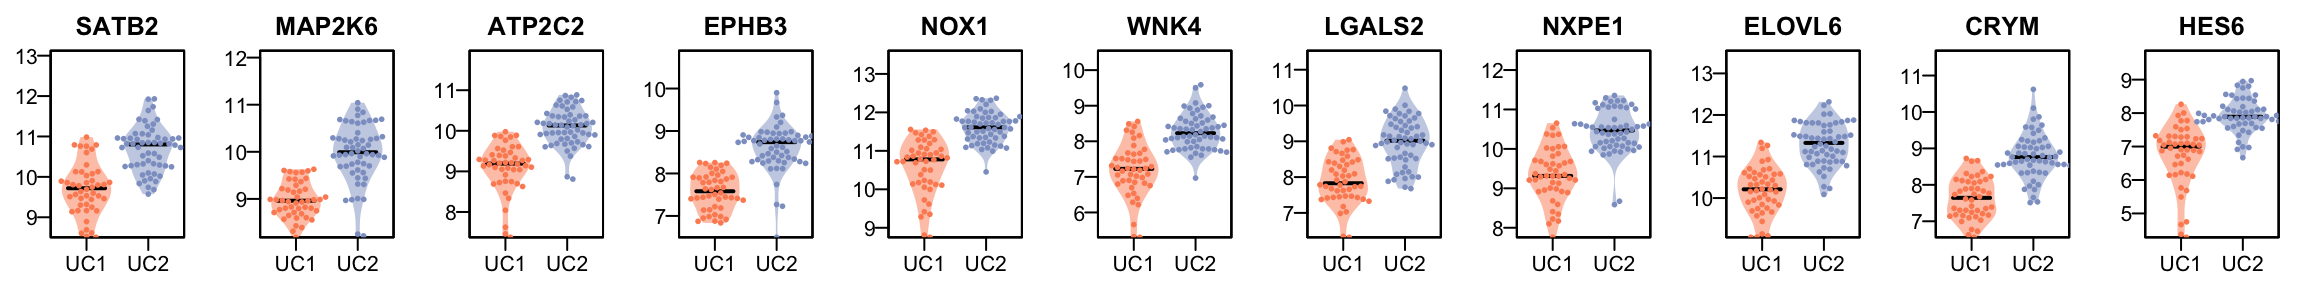 SATB2 MAP2K6 ATP2C2 EPHB3 NOX1 WNK4 LGALS2 NXPE1 ELOVL6 CRYM HES6
13 12 11 10 9
12 11 10 9
11 10 9 8
10 9 8 7
13 12 11 10 9
10 9 8 7 6
11 10 9 8 7
12 11 10 9 8
13 12 11 10
11 10 9 8 7
9 8 7 6 5
UC1 UC2 UC1 UC2 UC1 UC2 UC1 UC2 UC1 UC2 UC1 UC2 UC1 UC2 UC1 UC2 UC1 UC2 UC1 UC2 UC1 UC2